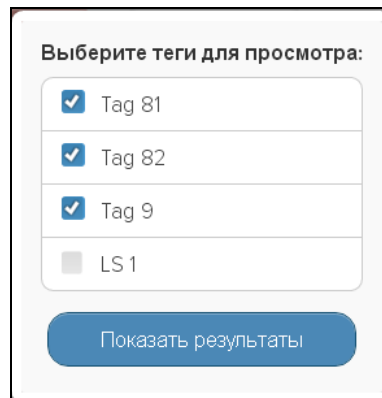 Выберите теги для просмотра:
Tag 81
Tag 82
Tag 9
LS 1
Показать результаты